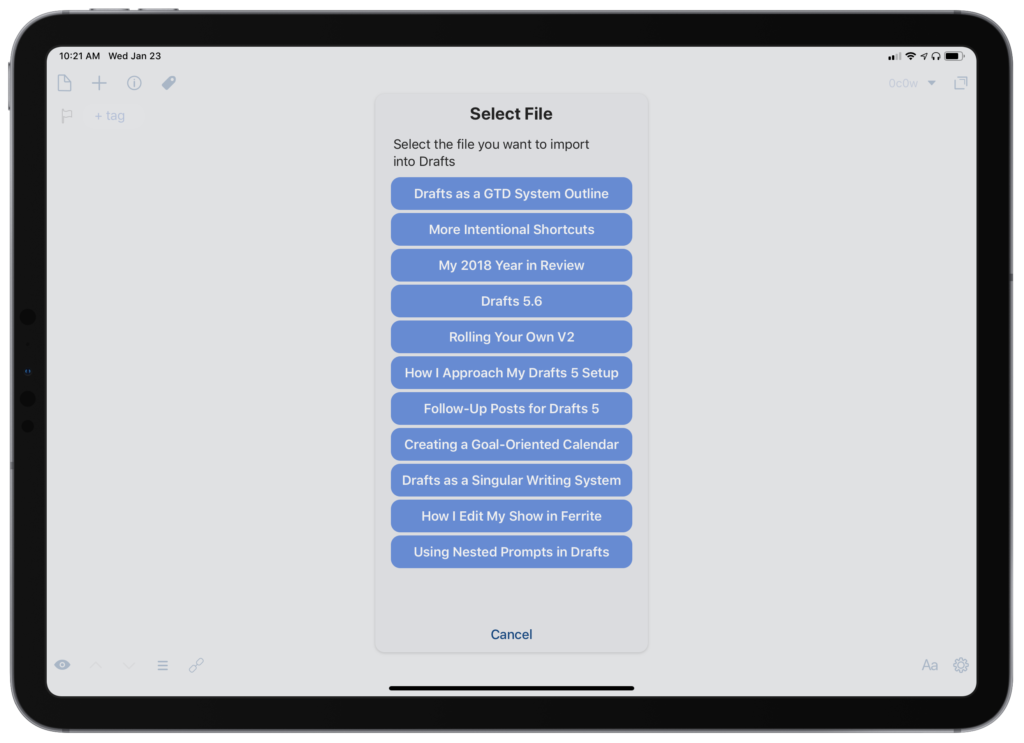 10:21 AM Wed Jan 23
0c0w
+ tag
Select File
Select the file you want to import
into Drafts
Drafts as a GTD System Outline
More Intentional Shortcuts
My 2018 Year in Review
Drafts 5.6
Rolling Your Own V2
How I Approach My Drafts 5 Setup
Follow-Up Posts for Drafts 5
Creating a Goal-Oriented Calendar
Drafts as a Singular Writing System
How I Edit My Show in Ferrite
Using Nested Prompts in Drafts
Cancel
Aa